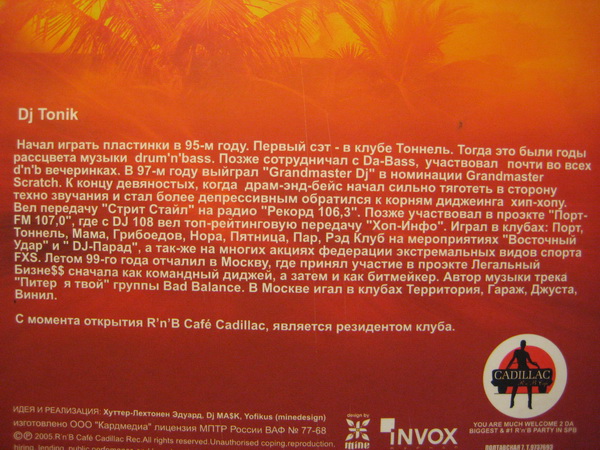 Dj Tonik
Начал играть пластинки в 95-м году. Первый сэт - в клубе Тоннель. Тогда это были годы
рассцвета музыки drum'n'bass. Позже сотрудничал с Da-Bass, участвовал почти во всех
d'n'b вечеринках. В 97-м году выйграл "Grandmaster Dj" в номинации Grandmaster
Scratch. К концу девяностых, когда драм-энд-бейс начал сильно тяготеть в сторону
техно звучания и стал более депрессивным обратился к корням диджеинга хип-хопу.
Вел передачу "Стрит Стайл" на радио "Рекорд 106,3". Позже участвовал в проэкте "Порт-
FM 107,0", где с DJ 108 вел топ-рейтинговую передачу "Хоп-Инфо". Играл в клубах: Порт,
Тоннель, Мама, Грибоедов, Нора, Пятница, Пар, Рэд Клуб на мероприятиях "Восточный
Удар" и "DJ-Парад", а так-же на многих акциях федерации экстремальных видов спорта
FXS. Летом 99-го года отчалил в Москву, где принял участие в проэкте Легальный
Бизне$$ сначала как командный диджей, а затем и как битмейкер. Автор музыки трека
"Питер я твой" группы Bad Balance. В Москве игал в клубах Территория, Гараж, Джуста,
Винил.
С момента открытия R'n'B Café Cadillac, является резидентом клуба.
CADILLAC
YOU ARE MUCH WELCOME 2 DA
BIGGEST & #1 R'n'B PARTY IN SPB
ИДЕЯ И РЕАЛИЗАЦИЯ: Хуттер-Лехтонен Эдуард, Dj MASK, Yofikus (minedesign)
изготовлено ООО "Кардмедиа" лицензия МПТР России ВАФ № 77-68
© 2005 R'n'B Café Cadillac Rec. All rights reserved. Unauthorised coping, reproduction,
hiring, lending, public
design by
mine
INVOX